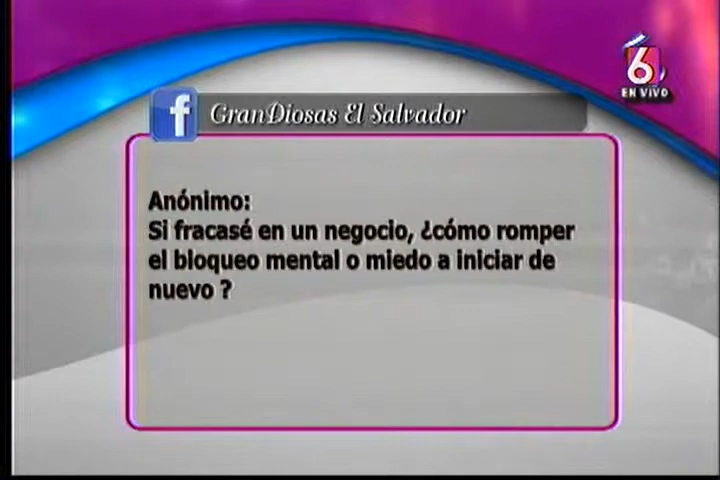 6
EN VIVO
GranDiosas El Salvador
Anónimo:
Si fracasé en un negocio, ¿cómo romper
el bloqueo mental o miedo a iniciar de
nuevo ?